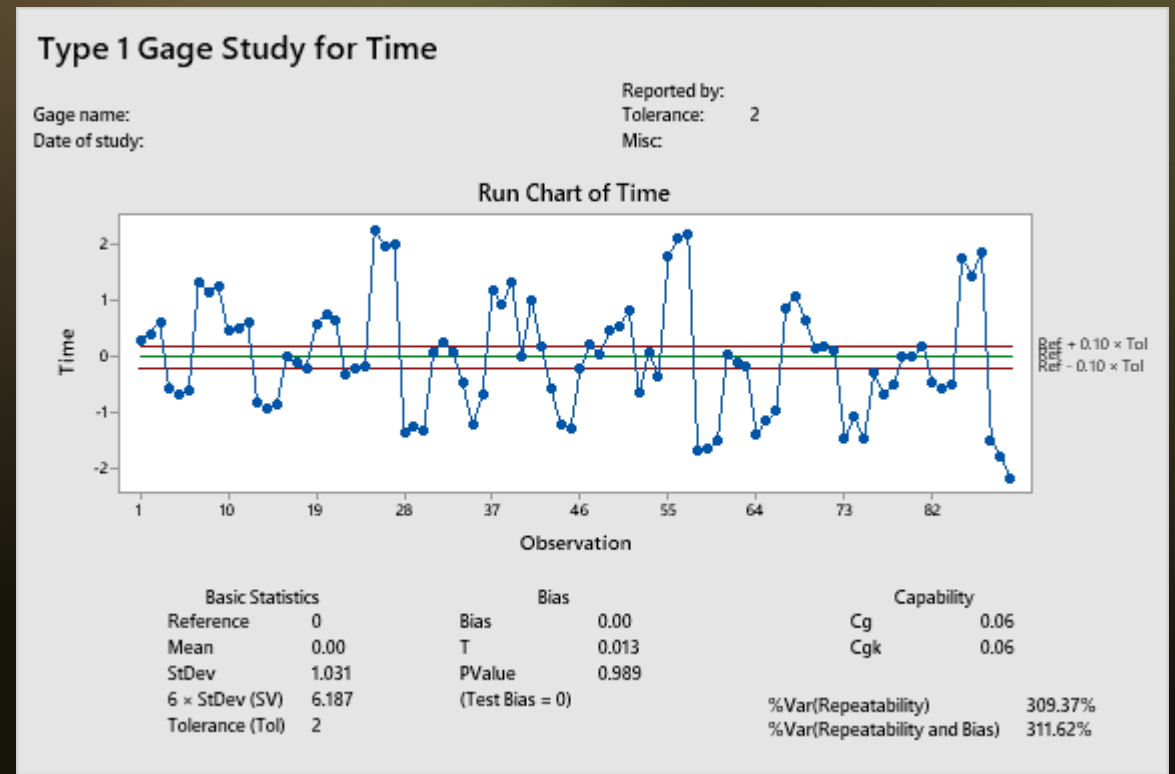 Type 1 Gage Study for Time
Reported by:
Gage name:
Tolerance: 2
Date of study:
Misc:
Run Chart of Time
2
1
0
-1
-2
Time
Ref + 0.10 × Tol
Ref
Ref - 0.10 × Tol
1 10 19 28 37 46 55 64 73 82
Observation
Basic Statistics
Reference 0
Mean 0.00
StDev 1.031
6 × StDev (SV) 6.187
Tolerance (Tol) 2
Bias
Bias 0.00
T 0.013
PValue 0.989
(Test Bias = 0)
Capability
Cg 0.06
Cgk 0.06
%Var(Repeatability) 309.37%
%Var(Repeatability and Bias) 311.62%